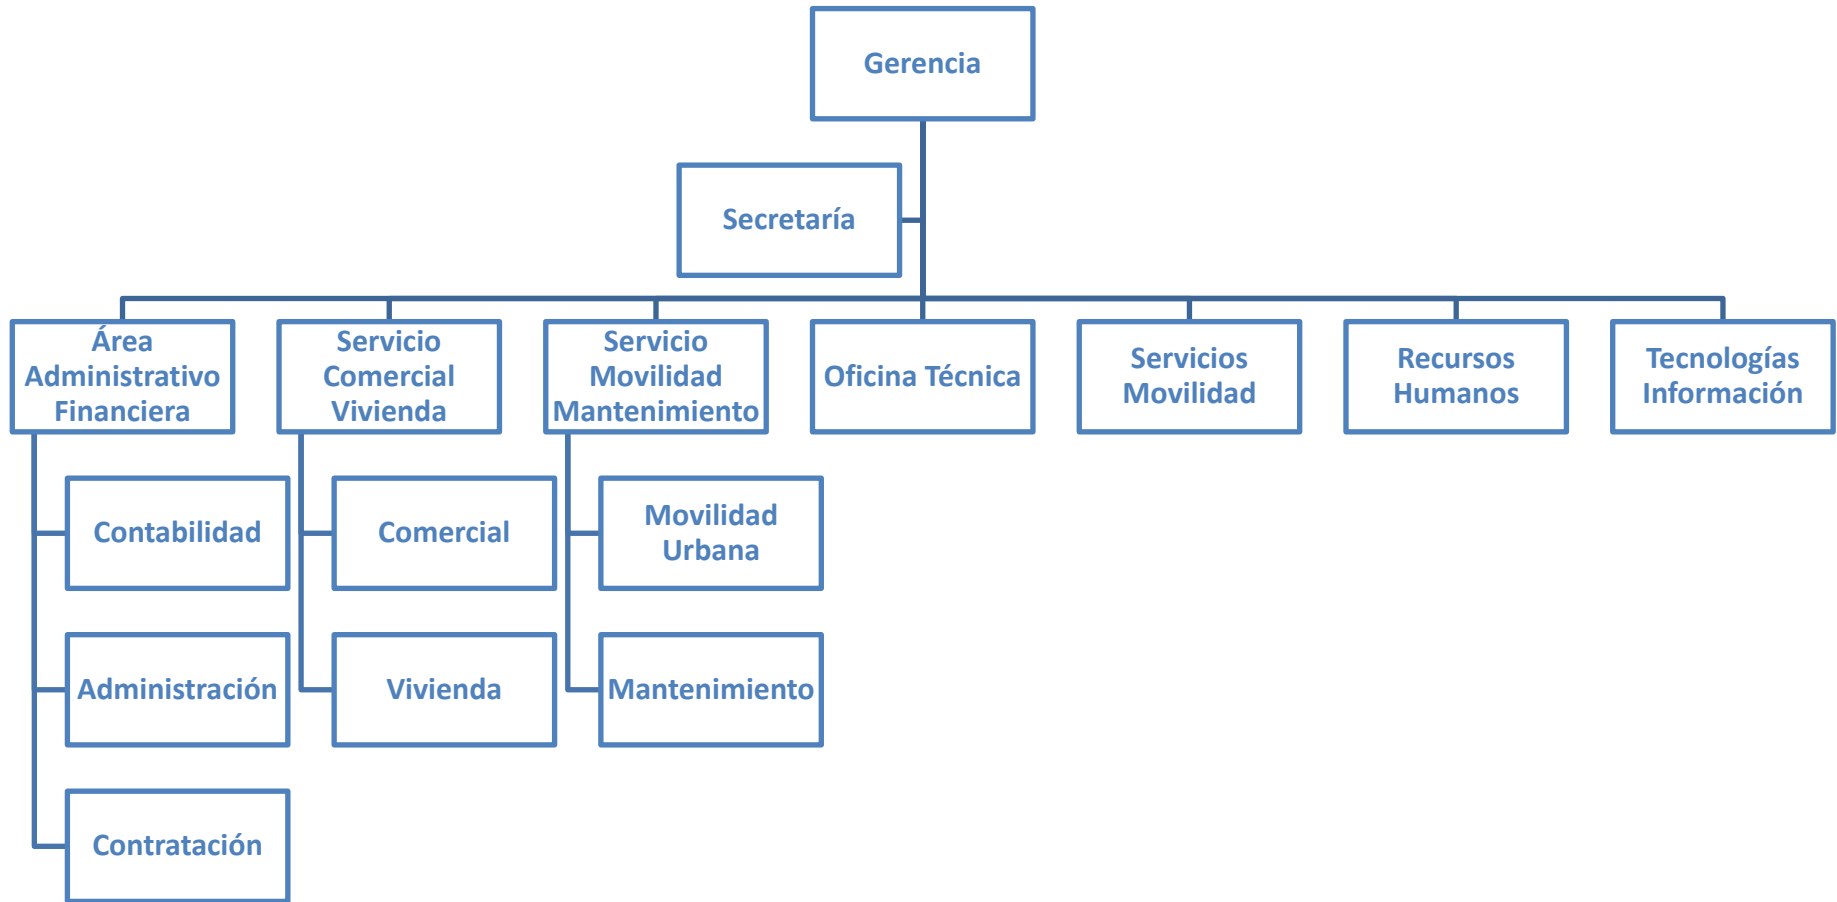 Gerencia
Secretaría
Área
Administrativo
Financiera
Servicio
Comercial
Vivienda
Servicio
Movilidad
Mantenimiento
Oficina Técnica
Servicios
Movilidad
Recursos
Humanos
Tecnologías
Información
Contabilidad
Comercial
Movilidad
Urbana
Administración
Vivienda
Mantenimiento
Contratación